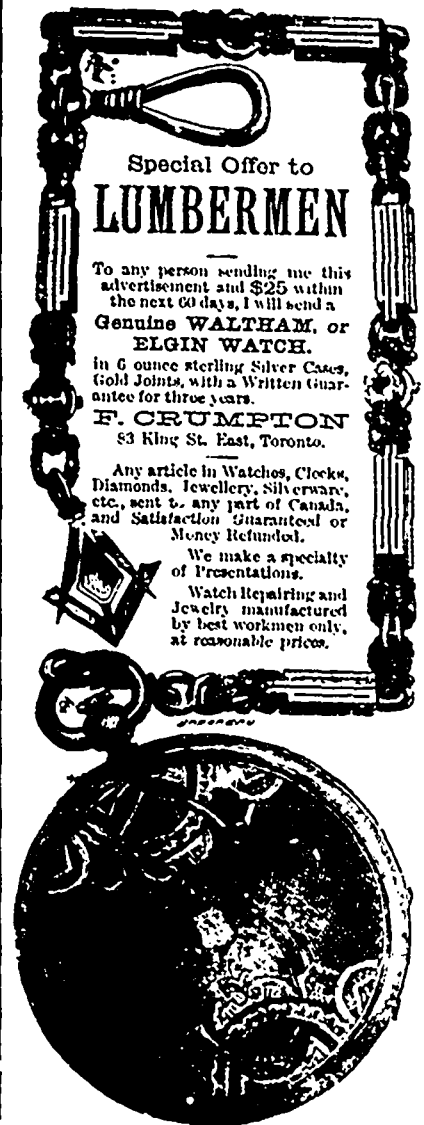 Special Offer to
LUMBERMEN
To any person sending me this
advertisement and $25 within
the next 60 days, I will send a
Genuine WALTHAM, or
ELGIN WATCH.
in 6 ounce sterling Silver Cases,
Gold Joints, with a Written Guar-
antee for three years.
F. CRUMPTON
83 King St. East, Toronto.
Any article in Watches, Clocks,
Diamonds, Jewellery, Silverware,
etc., sent to any part of Canada,
and Satisfaction Guaranteed or
Money Refunded.
We make a specialty
of Presentations.
Watch Repairing and
Jewelry manufactured
by best workmen only,
at reasonable prices.